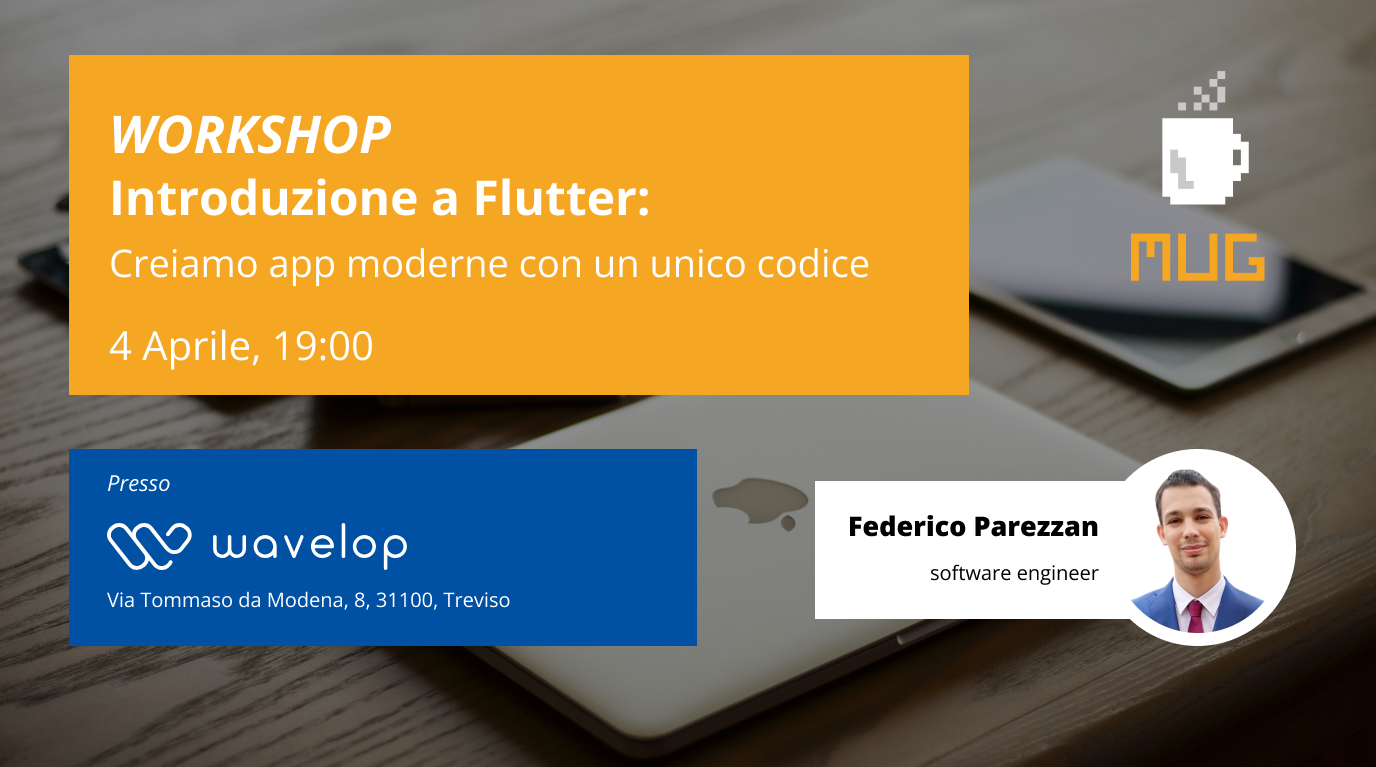 WORKSHOP
Introduzione a Flutter:
Creiamo app moderne con un unico codice
4 Aprile, 19:00
MUG
Presso
wavelop
Via Tommaso da Modena, 8, 31100, Treviso
Federico Parezzan
software engineer